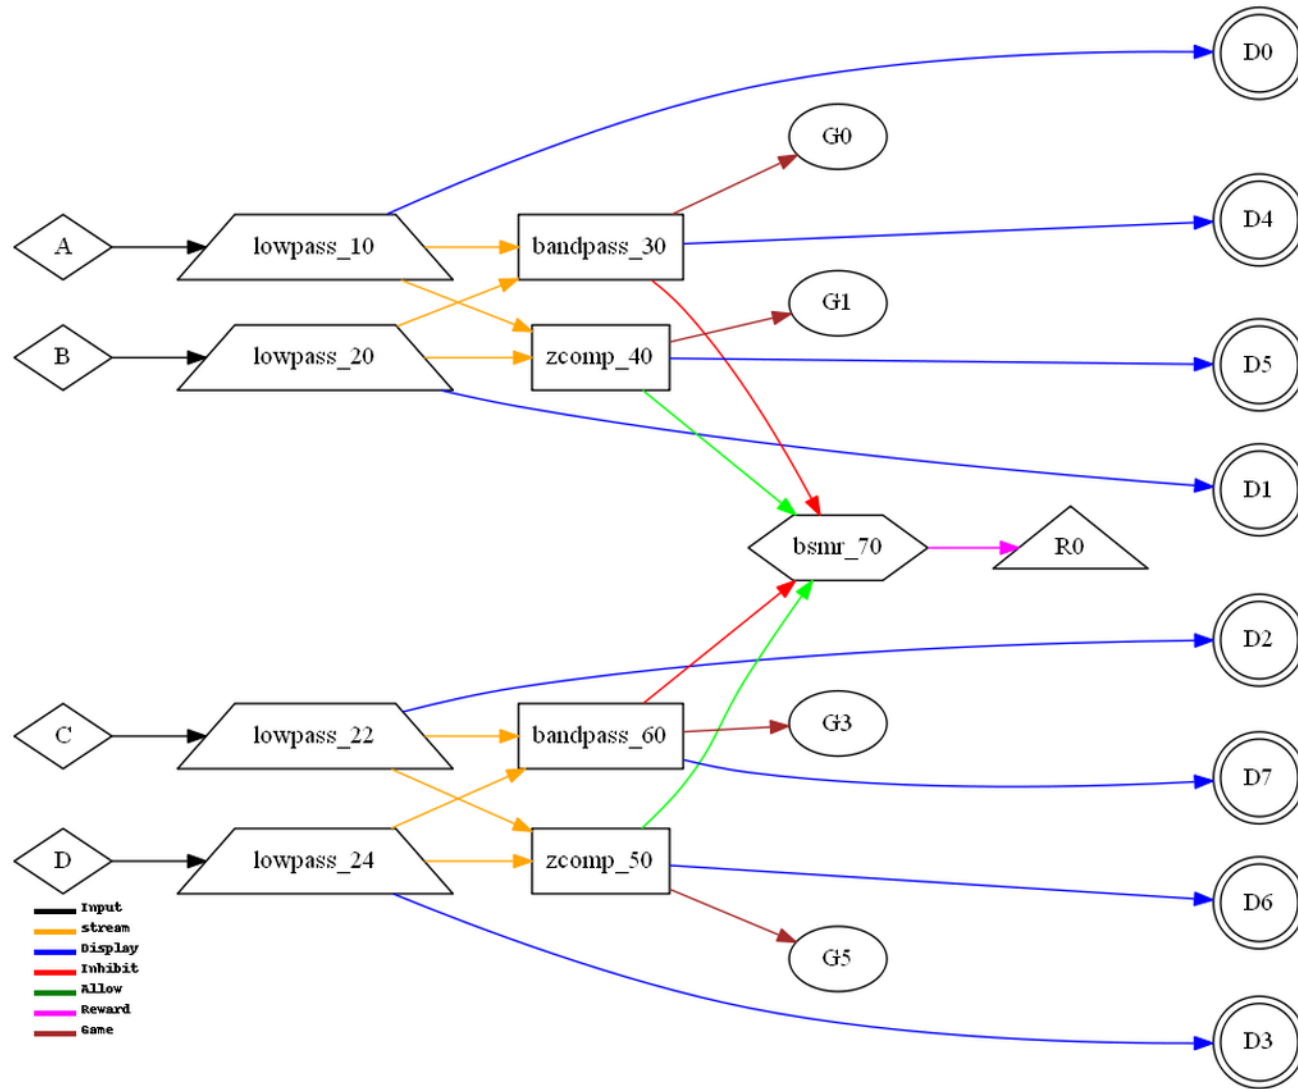 D0
G0
D4
A
lowpass_10
bandpass_30
G1
B
lowpass_20
zcomp_40
D5
D1
bsmr_70
R0
D2
C
lowpass_22
bandpass_60
G3
D7
D
lowpass_24
zcomp_50
D6
Input
stream
Display
Inhibit
Allow
Reward
Game
G5
D3